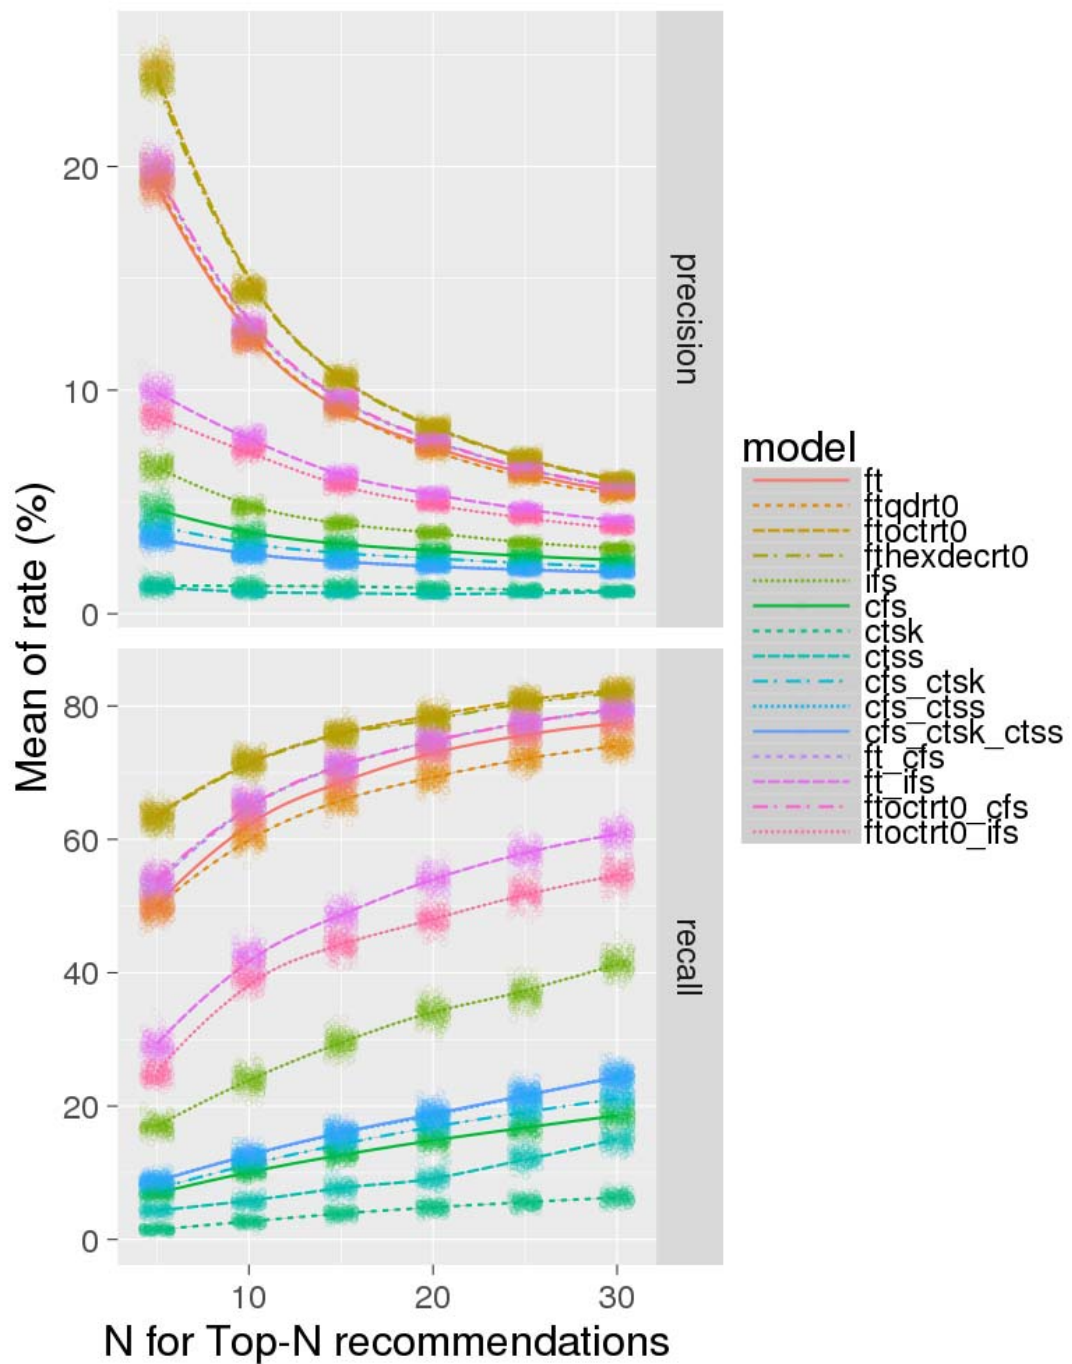 Mean of rate (%)
20
10
0
precision
80
60
40
20
0
recall
10 20 30
N for Top-N recommendations
model
ft
ftqdrt0
ftoctrt0
fthexdecrt0
ifs
cfs
ctsk
ctss
cfs_ctsk
cfs_ctss
cfs_ctsk_ctss
ft_cfs
ft_ifs
ftoctrt0_cfs
ftoctrt0_ifs